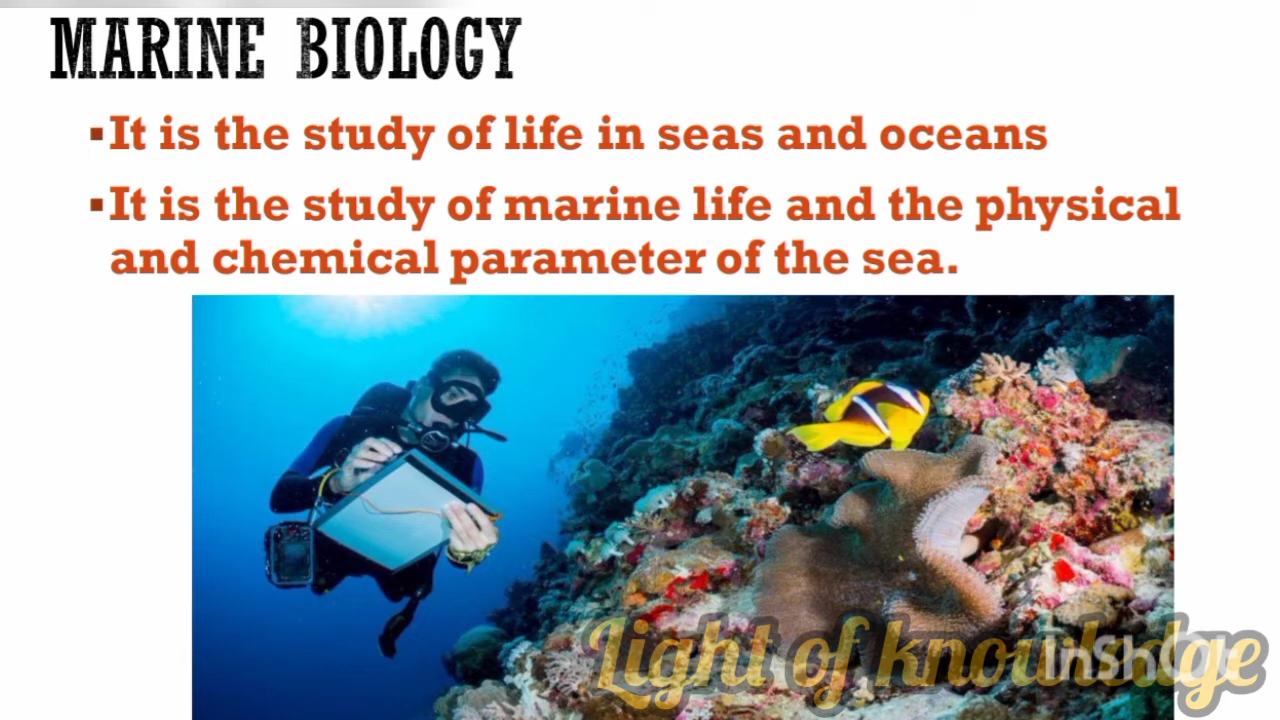 MARINE BIOLOGY
▪It is the study of life in seas and oceans
▪It is the study of marine life and the physical
and chemical parameter of the sea.
Light of knowledge
InShot